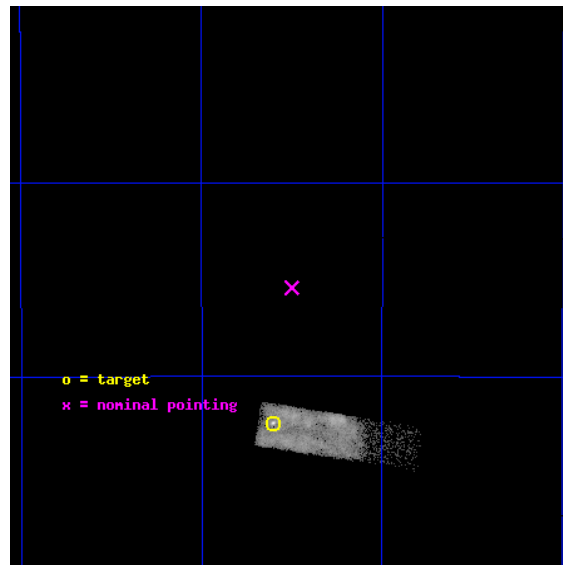 o = target
x = nominal pointing